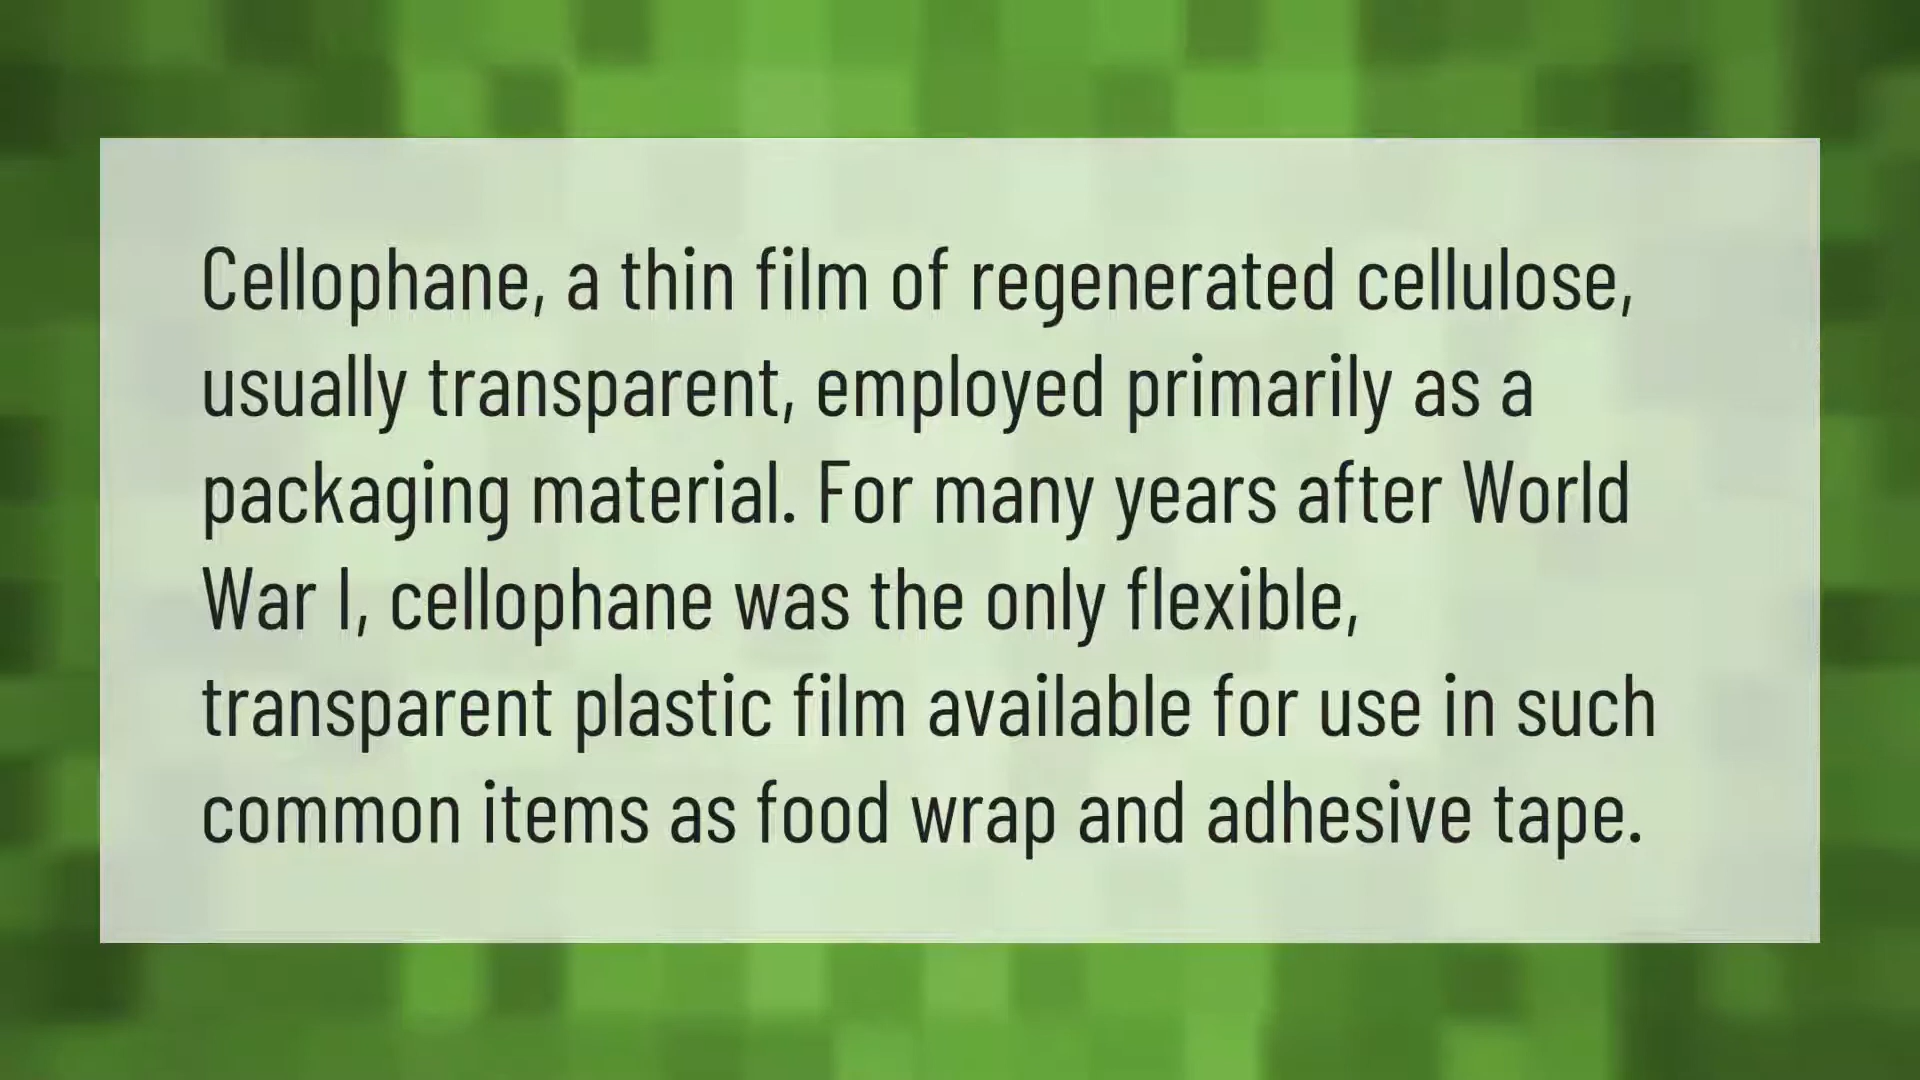 Cellophane, a thin film of regenerated cellulose,
usually transparent, employed primarily as a
packaging material. For many years after World
War I, cellophane was the only flexible,
transparent plastic film available for use in such
common items as food wrap and adhesive tape.